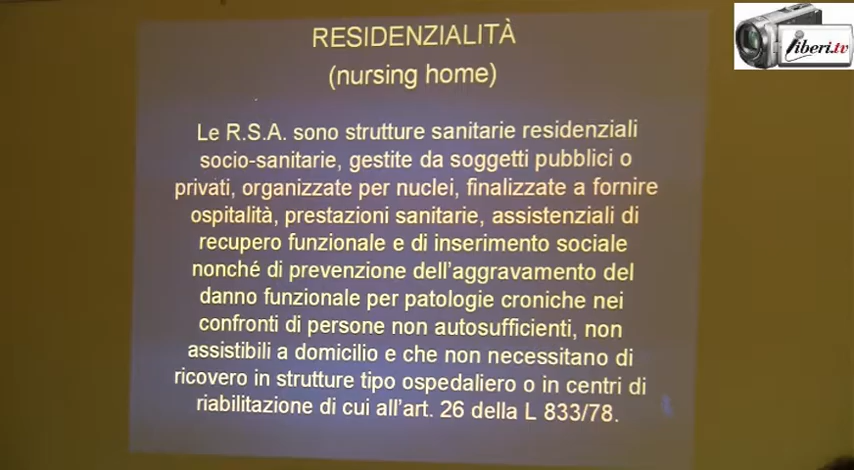 RESIDENZIALITÀ
(nursing home)
Le R.S.A. sono strutture sanitarie residenziali
socio-sanitarie, gestite da soggetti pubblici o
privati, organizzate per nuclei, finalizzate a fornire
ospitalità, prestazioni sanitarie, assistenziali di
recupero funzionale e di inserimento sociale
nonché di prevenzione dell'aggravamento del
danno funzionale per patologie croniche nei
confronti di persone non autosufficienti, non
assistibili a domicilio e che non necessitano di
ricovero in strutture tipo ospedaliero o in centri di
riabilitazione di cui all'art. 26 della L 833/78.
liberi.tv